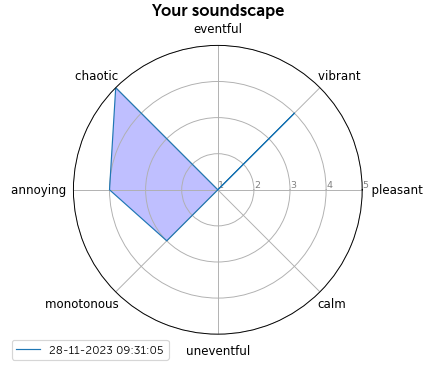 Your soundscape
eventful
chaotic
vibrant
annoying
1
2
3
4
5
pleasant
monotonous
calm
uneventful
28-11-2023 09:31:05